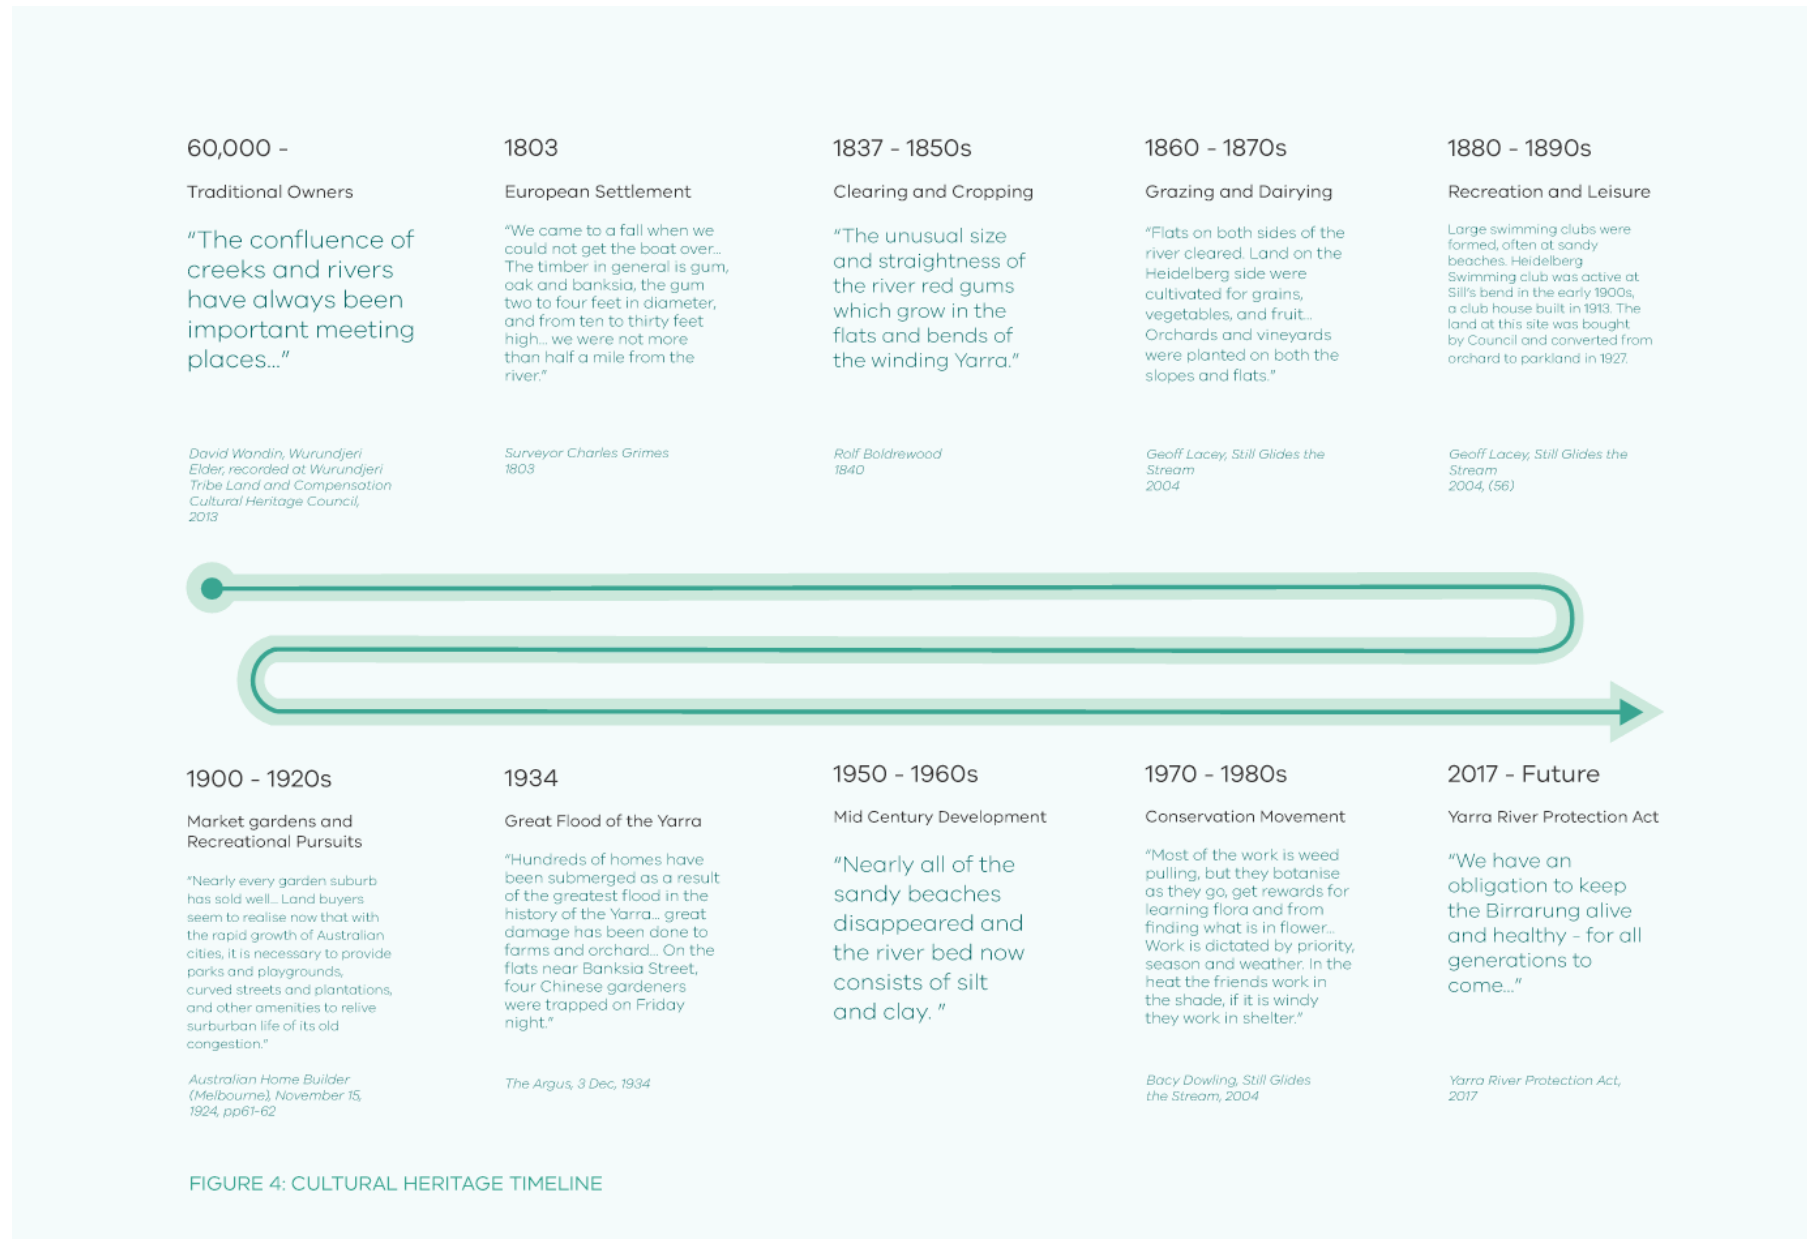 60,000 -
Traditional Owners
“The confluence of
creeks and rivers
have always been
important meeting
places...”
David Wandin, Wurundjeri
Elder, recorded at Wurundjeri
Tribe Land and Compensation
Cultural Heritage Council,
2013
1803
European Settlement
“We came to a fall when we
could not get the boat over...
The timber in general is gum,
oak and banksia, the gum
two to four feet in diameter,
and from ten to thirty feet
high... we were not more
than half a mile from the
river.”
Surveyor Charles Grimes
1803
1837 - 1850s
Clearing and Cropping
“The unusual size
and straightness of
the river red gums
which grow in the
flats and bends of
the winding Yarra.”
Rolf Boldrewood
1840
1860 - 1870s
Grazing and Dairying
“Flats on both sides of the
river cleared. Land on the
Heidelberg side were
cultivated for grains,
vegetables, and fruit...
Orchards and vineyards
were planted on both the
slopes and flats.”
Geoff Lacey, Still Glides the
Stream
2004
1880 - 1890s
Recreation and Leisure
Large swimming clubs were
formed, often at sandy
beaches. Heidelberg
Swimming club was active at
Sill’s bend in the early 1900s,
a club house built in 1913. The
land at this site was bought
by Council and converted from
orchard to parkland in 1927.
Geoff Lacey, Still Glides the
Stream
2004, (56)
1900 - 1920s
Market gardens and
Recreational Pursuits
“Nearly every garden suburb
has sold well... Land buyers
seem to realise now that with
the rapid growth of Australian
cities, it is necessary to provide
parks and playgrounds,
curved streets and plantations,
and other amenities to relive
surburban life of its old
congestion.”
Australian Home Builder
(Melbourne), November 15,
1924, pp61-62
1934
Great Flood of the Yarra
“Hundreds of homes have
been submerged as a result
of the greatest flood in the
history of the Yarra... great
damage has been done to
farms and orchard... On the
flats near Banksia Street,
four Chinese gardeners
were trapped on Friday
night.”
The Argus, 3 Dec, 1934
1950 - 1960s
Mid Century Development
“Nearly all of the
sandy beaches
disappeared and
the river bed now
consists of silt
and clay. ”
1970 - 1980s
Conservation Movement
“Most of the work is weed
pulling, but they botanise
as they go, get rewards for
learning flora and from
finding what is in flower...
Work is dictated by priority,
season and weather. In the
heat the friends work in
the shade, if it is windy
they work in shelter.”
Bacy Dowling, Still Glides
the Stream, 2004
2017 - Future
Yarra River Protection Act
“We have an
obligation to keep
the Birrarung alive
and healthy - for all
generations to
come...”
Yarra River Protection Act,
2017
FIGURE 4: CULTURAL HERITAGE TIMELINE